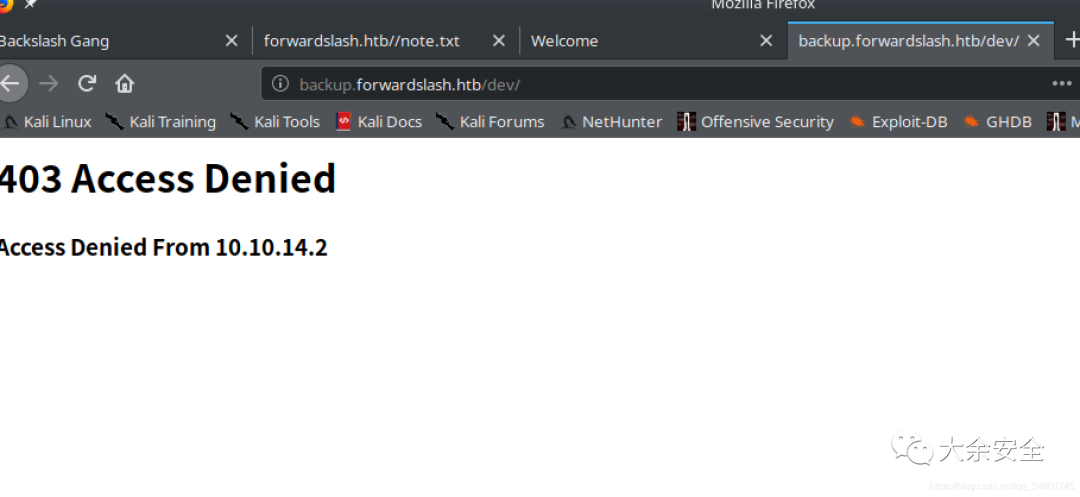 Mozilla Firefox
Backslash Gang
forwardslash.htb//note.txt
Welcome
backup.forwardslash.htb/dev/
backup.forwardslash.htb/dev/
Kali Linux Kali Training Kali Tools Kali Docs Kali Forums NetHunter Offensive Security Exploit-DB GHDB M
403 Access Denied
Access Denied From 10.10.14.2
大余安全
https://blog.csdn.net/qq_34801745